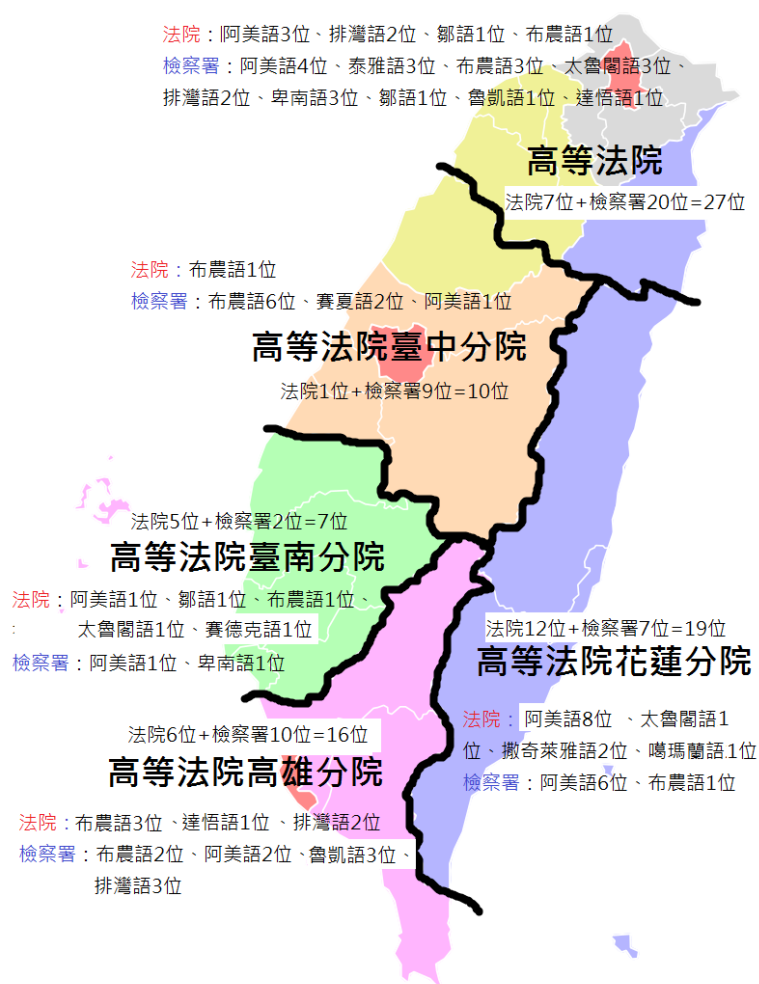 法院：阿美語3位、排灣語2位、鄒語1位、布農語1位
檢察署：阿美語4位、泰雅語3位、布農語3位、太魯閣語3位、
排灣語2位、卑南語3位、鄒語1位、魯凱語1位、達悟語1位
高等法院
法院7位+檢察署20位=27位
法院：布農語1位
檢察署：布農語6位、賽夏語2位、阿美語1位
高等法院臺中分院
法院1位+檢察署9位=10位
法院5位+檢察署2位=7位
高等法院臺南分院
法院：阿美語1位、鄒語1位、布農語1位、
: 太魯閣語1位、賽德克語1位
檢察署：阿美語1位、卑南語1位
法院12位+檢察署7位=19位
高等法院花蓮分院
法院：阿美語8位 、太魯閣語1
位、撒奇萊雅語2位、噶瑪蘭語1位
檢察署：阿美語6位、布農語1位
法院6位+檢察署10位=16位
高等法院高雄分院
法院：布農語3位、達悟語1位、排灣語2位
檢察署：布農語2位、阿美語2位、魯凱語3位、
排灣語3位